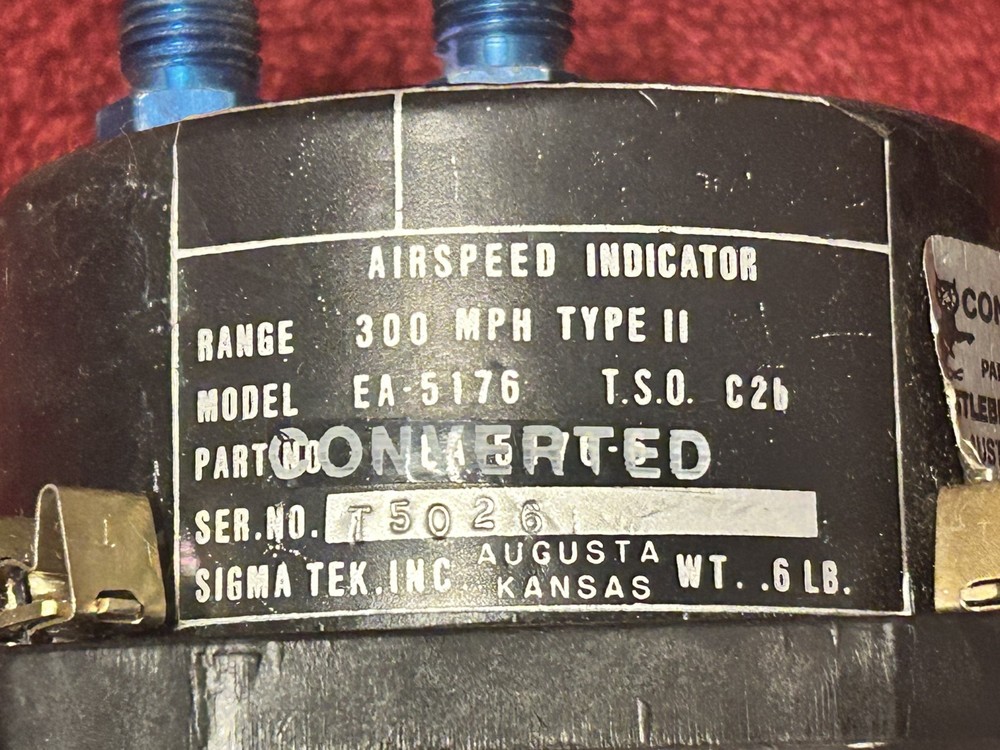 AIRSPEED INDICATOR
RANGE 300 MPH TYPE II
MODEL EA-5176 T.S.O. C2b
PART NO.
CONVERTED
SER.NO. T5026
SIGMA TEK.INC AUGUSTA KANSAS WT. .6 LB.